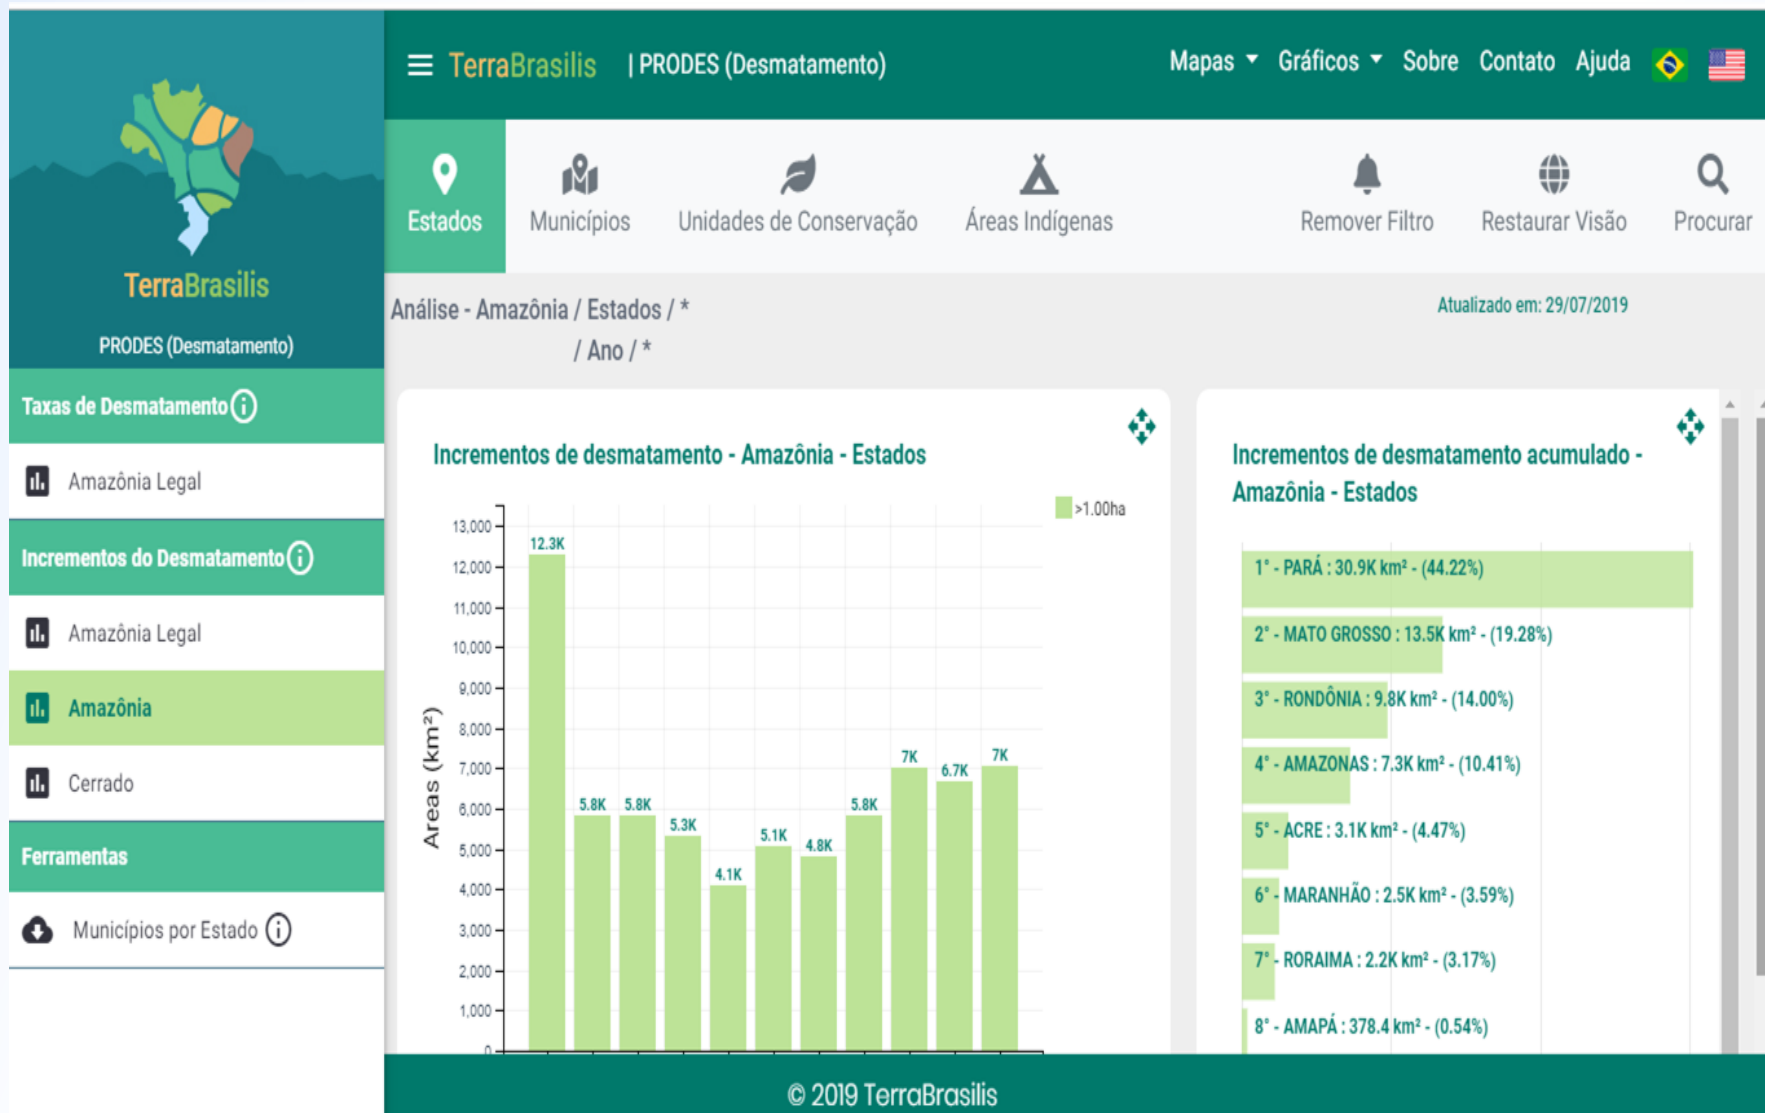 TerraBrasilis
PRODES (Desmatamento)
Taxas de Desmatamento
Amazônia Legal
Incrementos do Desmatamento
Amazônia Legal
Amazônia
Cerrado
Ferramentas
Municípios por Estado
TerraBrasilis | PRODES (Desmatamento)
Mapas Gráficos Sobre Contato Ajuda
Estados Municípios Unidades de Conservação Áreas Indígenas Remover Filtro Restaurar Visão Procurar
Análise - Amazônia / Estados / *
/ Ano / *
Atualizado em: 29/07/2019
Incrementos de desmatamento - Amazônia - Estados
>1.00ha
Areas (km²)
13,000
12,000
11,000
10,000
9,000
8,000
7,000
6,000
5,000
4,000
3,000
2,000
1,000
0
12.3K
5.8K
5.8K
5.3K
4.1K
5.1K
4.8K
5.8K
7K
6.7K
7K
Incrementos de desmatamento acumulado -
Amazônia - Estados
1° - PARÁ : 30.9K km² - (44.22%)
2° - MATO GROSSO : 13.5K km² - (19.28%)
3° - RONDÔNIA : 9.8K km² - (14.00%)
4° - AMAZONAS : 7.3K km² - (10.41%)
5° - ACRE : 3.1K km² - (4.47%)
6° - MARANHÃO : 2.5K km² - (3.59%)
7° - RORAIMA : 2.2K km² - (3.17%)
8° - AMAPÁ : 378.4 km² - (0.54%)
© 2019 TerraBrasilis